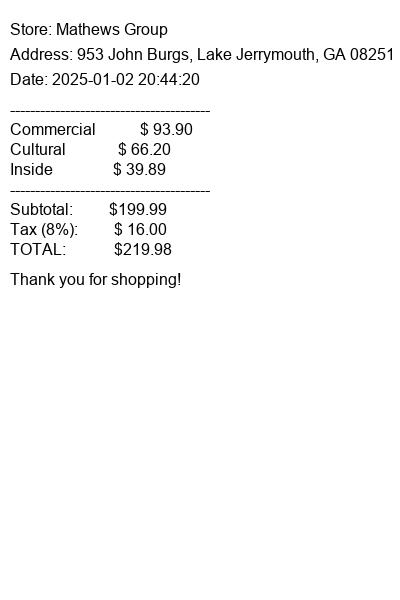 Store: Mathews Group
Address: 953 John Burgs, Lake Jerrymouth, GA 08251
Date: 2025-01-02 20:44:20
----------------------------------------
Commercial $ 93.90
Cultural $ 66.20
Inside $ 39.89
----------------------------------------
Subtotal: $199.99
Tax (8%): $ 16.00
TOTAL: $219.98
Thank you for shopping!